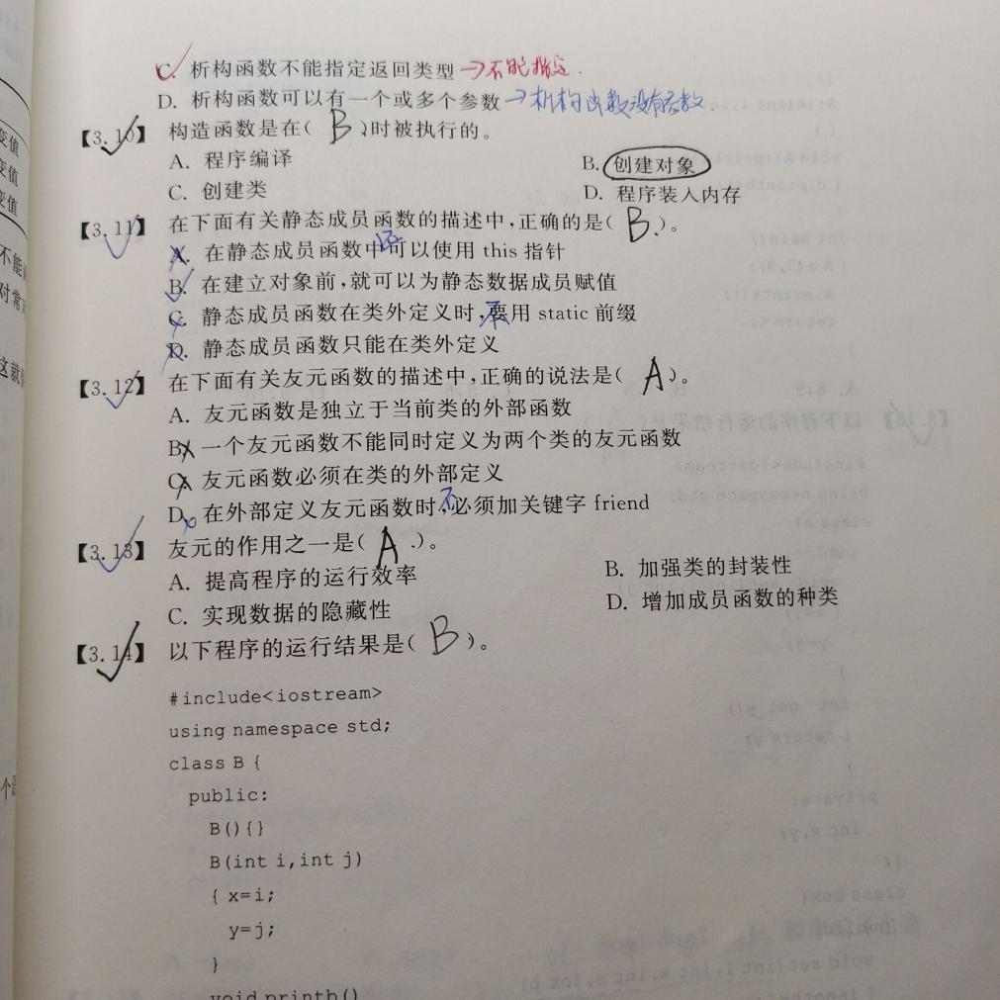 C. 析构函数不能指定返回类型→不能指定.
D. 析构函数可以有一个或多个参数→析构函数没有函数.
【3.10】 构造函数是在( B )时被执行的。
A. 程序编译 B. 创建对象
C. 创建类 D. 程序装入内存
【3.11】 在下面有关静态成员函数的描述中,正确的是( B. )。
A. 在静态成员函数中可以使用 this 指针
B. 在建立对象前,就可以为静态数据成员赋值
C. 静态成员函数在类外定义时,不要用 static 前缀
D. 静态成员函数只能在类外定义
【3.12】 在下面有关友元函数的描述中,正确的说法是( A )。
A. 友元函数是独立于当前类的外部函数
B. 一个友元函数不能同时定义为两个类的友元函数
C. 友元函数必须在类的外部定义
D. 在外部定义友元函数时,不必须加关键字 friend
【3.13】 友元的作用之一是( A )。
A. 提高程序的运行效率 B. 加强类的封装性
C. 实现数据的隐藏性 D. 增加成员函数的种类
【3.14】 以下程序的运行结果是( B )。
#include<iostream>
using namespace std;
class B {
public:
B(){}
B(int i,int j)
{ x=i;
y=j;
}
void printb()
变值
变值
变值
不能
对常
这就
个